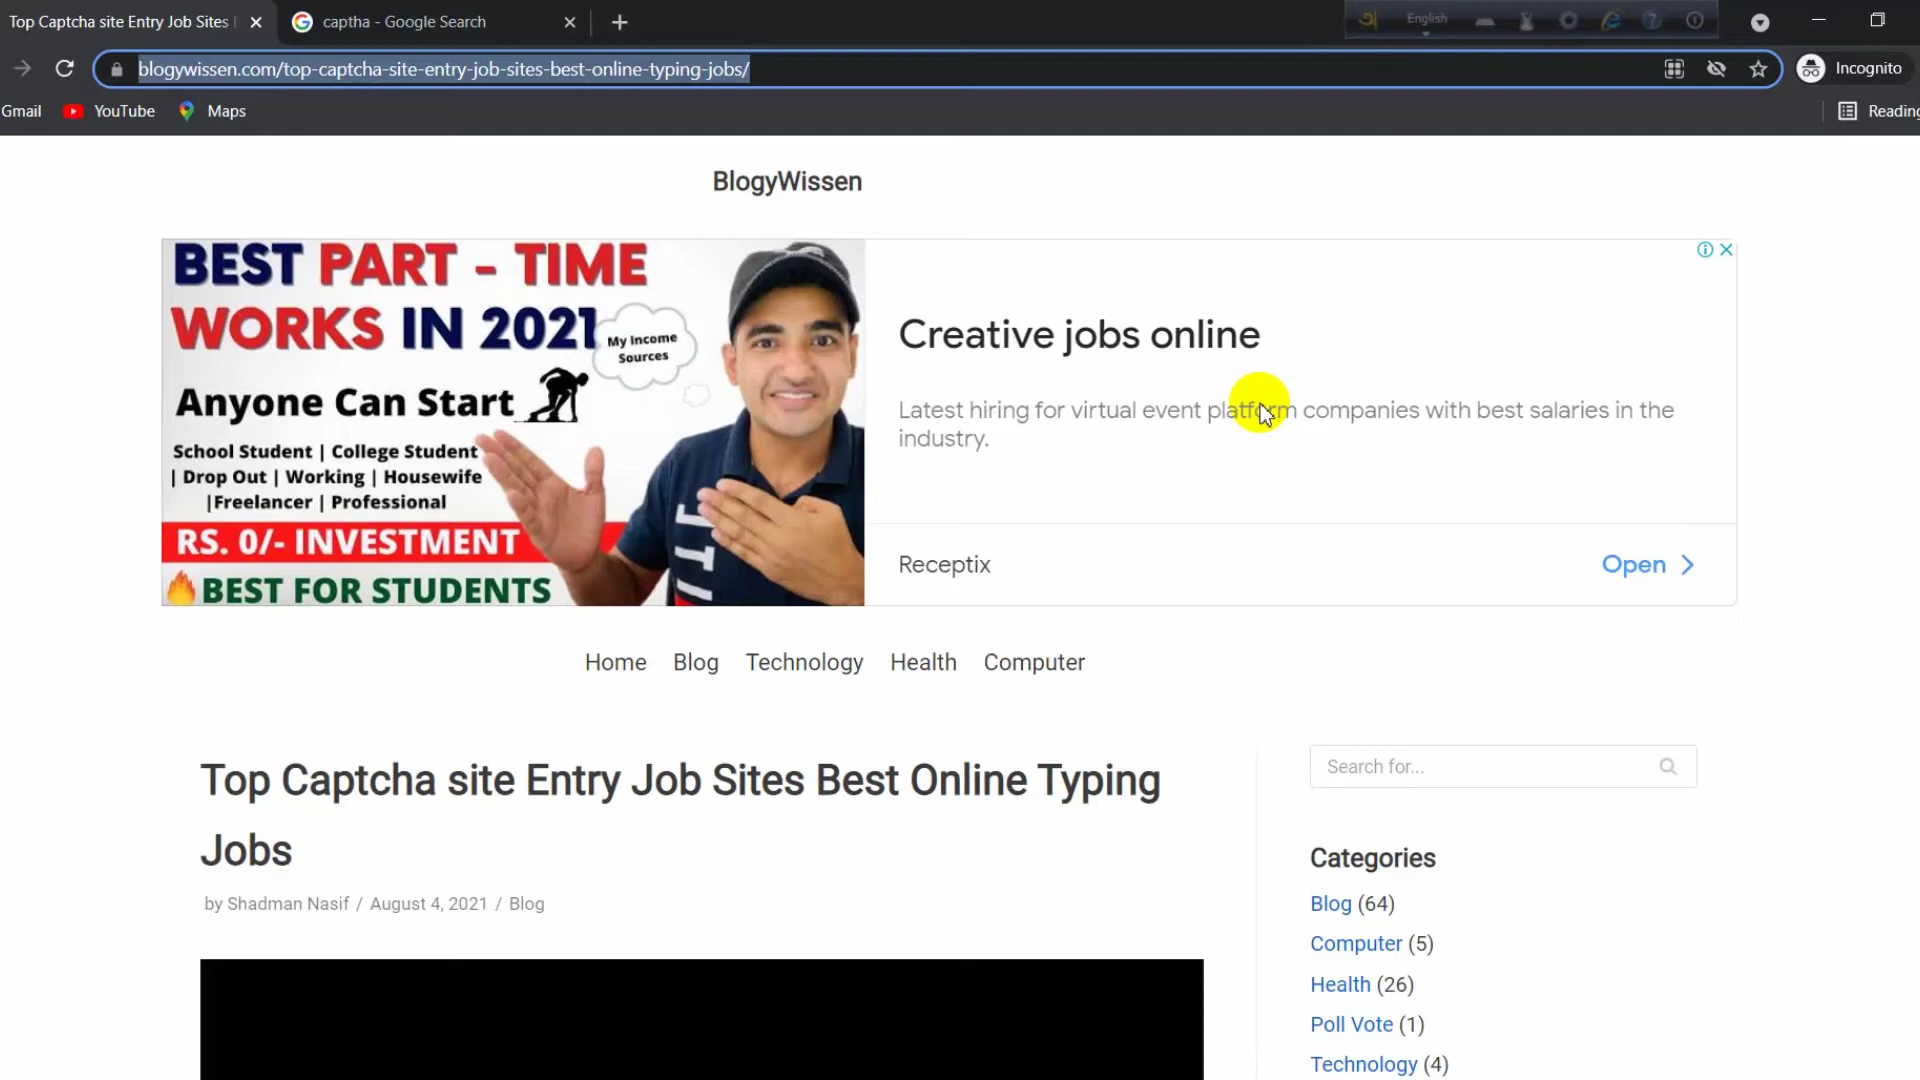 Top Captcha site Entry Job Sites
captha - Google Search
English
blogywissen.com/top-captcha-site-entry-job-sites-best-online-typing-jobs/
Incognito
Gmail
YouTube
Maps
Reading
BlogyWissen
BEST PART - TIME
WORKS IN 2021
My Income
Sources
Anyone Can Start
School Student | College Student
| Drop Out | Working | Housewife
|Freelancer | Professional
RS. 0/- INVESTMENT
BEST FOR STUDENTS
Creative jobs online
Latest hiring for virtual event platform companies with best salaries in the
industry.
Receptix
Open
Home Blog Technology Health Computer
Top Captcha site Entry Job Sites Best Online Typing
Jobs
by Shadman Nasif / August 4, 2021 / Blog
Search for...
Categories
Blog (64)
Computer (5)
Health (26)
Poll Vote (1)
Technology (4)